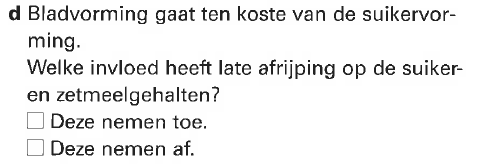 d Bladvorming gaat ten koste van de suikervor-
ming.
Welke invloed heeft late afrijping op de suiker-
en zetmeelgehalten?
☐ Deze nemen toe.
☐ Deze nemen af.